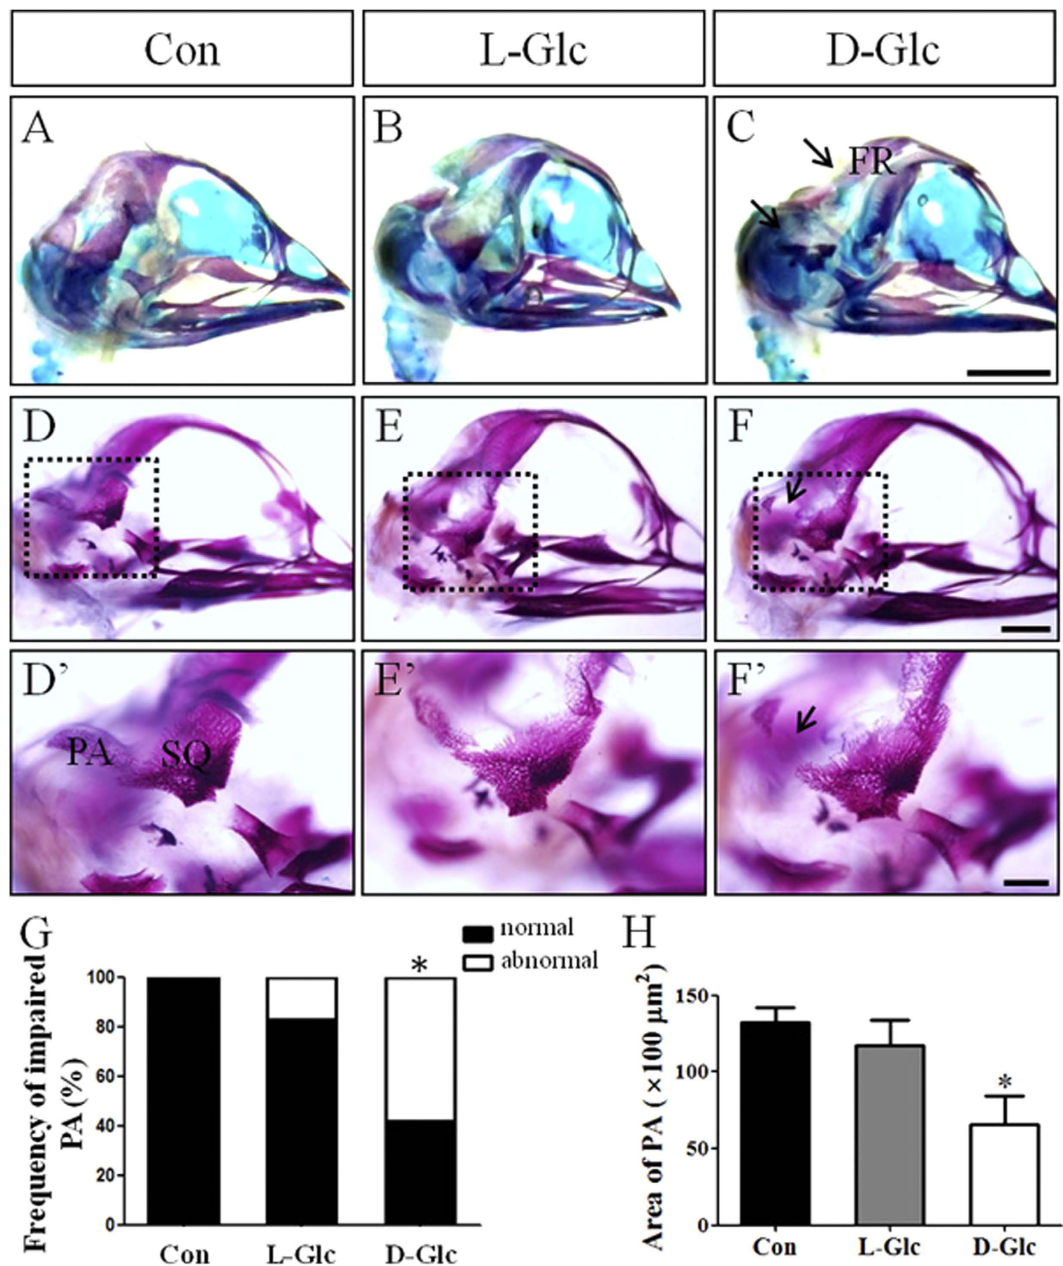 Con
L-Glc
D-Glc
A
B
C
FR
D
E
F
D'
PA
SQ
E'
F'
G
normal
abnormal
Frequency of impaired
PA (%)
100
80
60
40
20
0
*
Con
L-Glc
D-Glc
H
Area of PA ( ×100 μm²)
150
100
50
0
*
Con
L-Glc
D-Glc